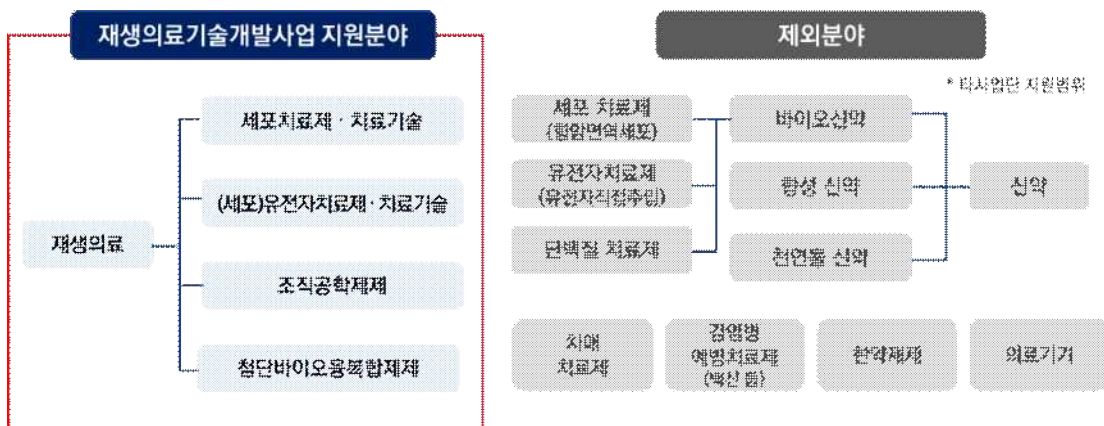 재생의료기술개발사업 지원분야
재생의료
세포치료제·치료기술
(세포)유전자치료제·치료기술
조직공학제제
첨단바이오융복합제제
제외분야
* 타사업단 지원범위
세포 치료제
(항암면역세포)
유전자치료제
(유전자직접주입)
단백질 치료제
바이오신약
합성 신약
천연물 신약
신약
치매
치료제
감염병
예방치료제
(백신 등)
한약제제
의료기기